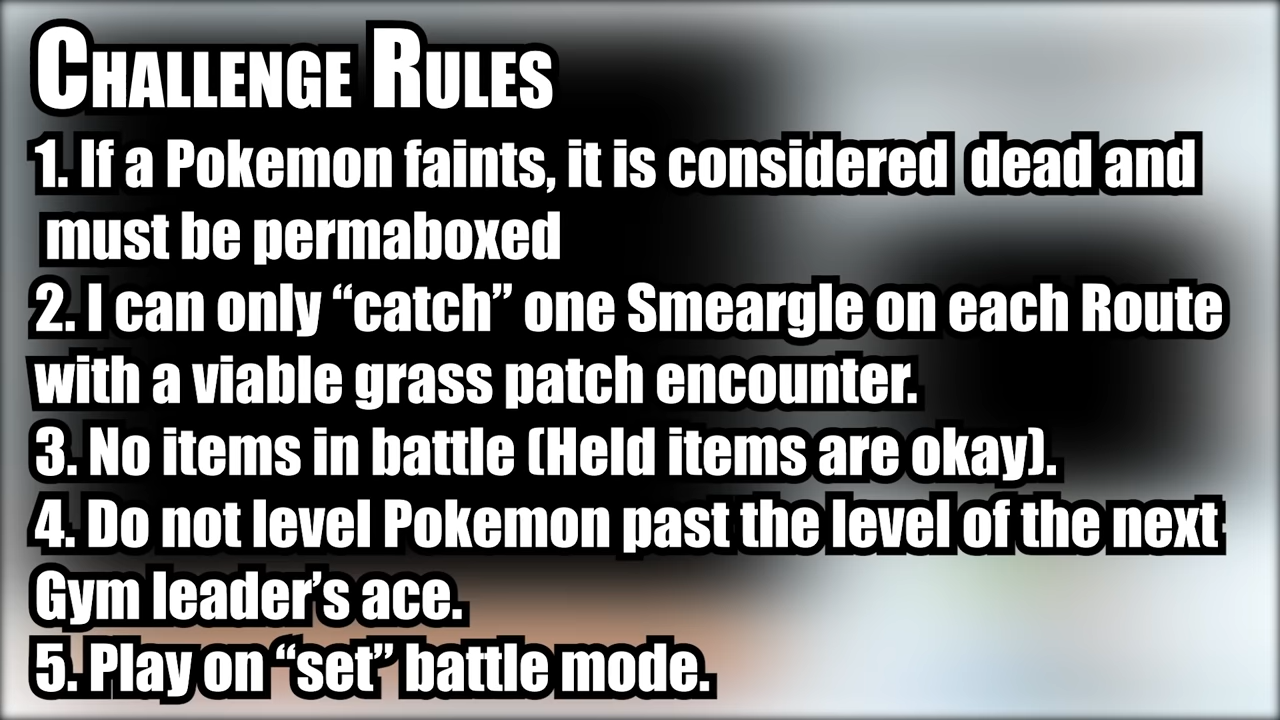 Challenge Rules
1. If a Pokemon faints, it is considered dead and
must be permaboxed
2. I can only “catch” one Smeargle on each Route
with a viable grass patch encounter.
3. No items in battle (Held items are okay).
4. Do not level Pokemon past the level of the next
Gym leader’s ace.
5. Play on “set” battle mode.